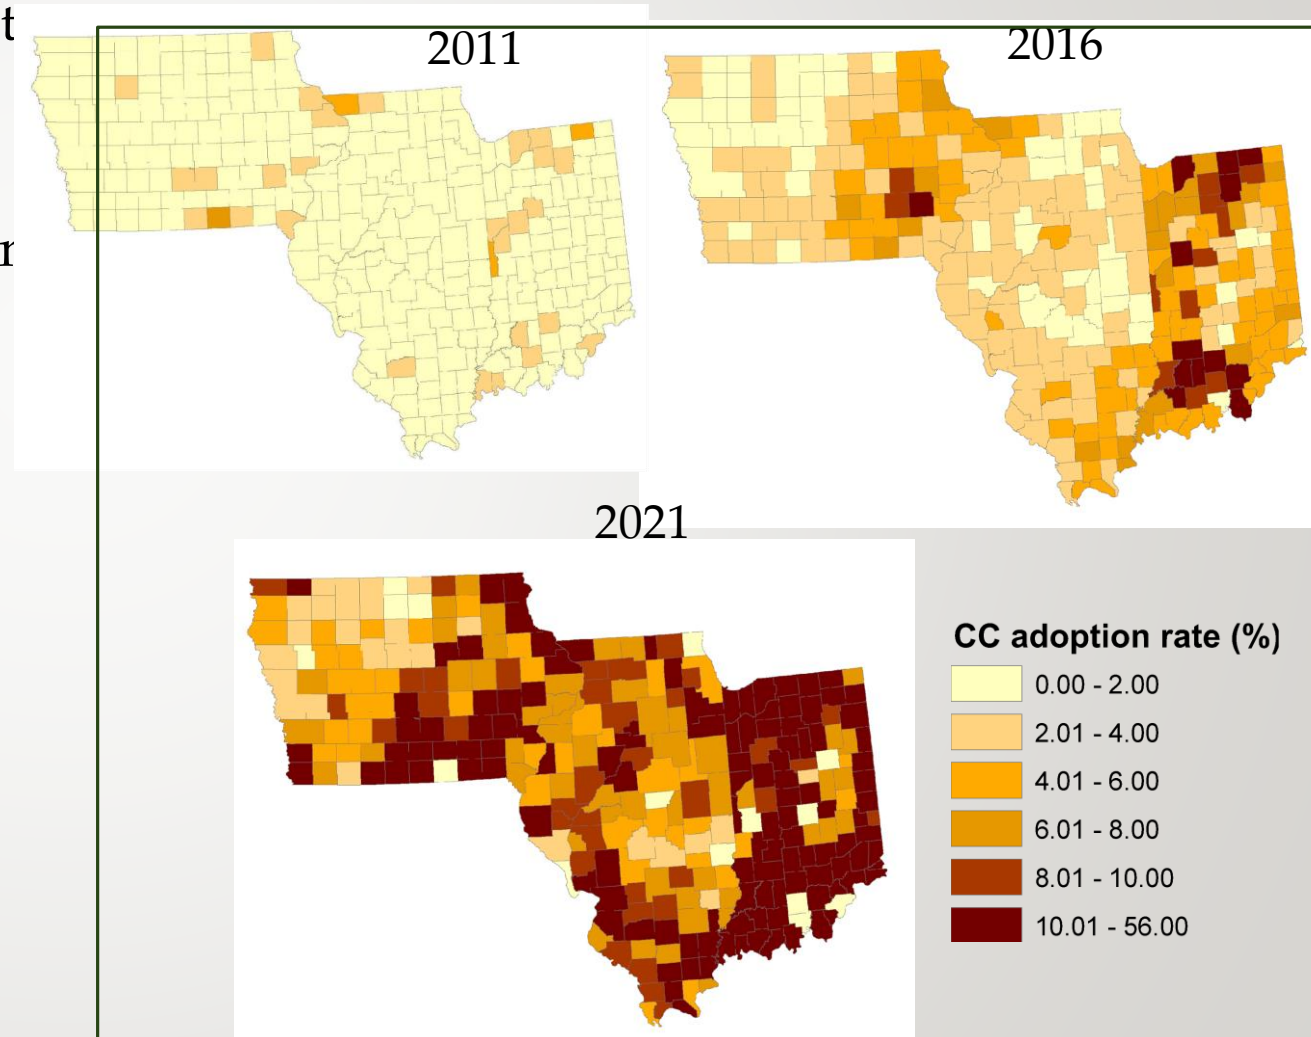 t
r
2011
2016
2021
CC adoption rate (%)
0.00 - 2.00
2.01 - 4.00
4.01 - 6.00
6.01 - 8.00
8.01 - 10.00
10.01 - 56.00